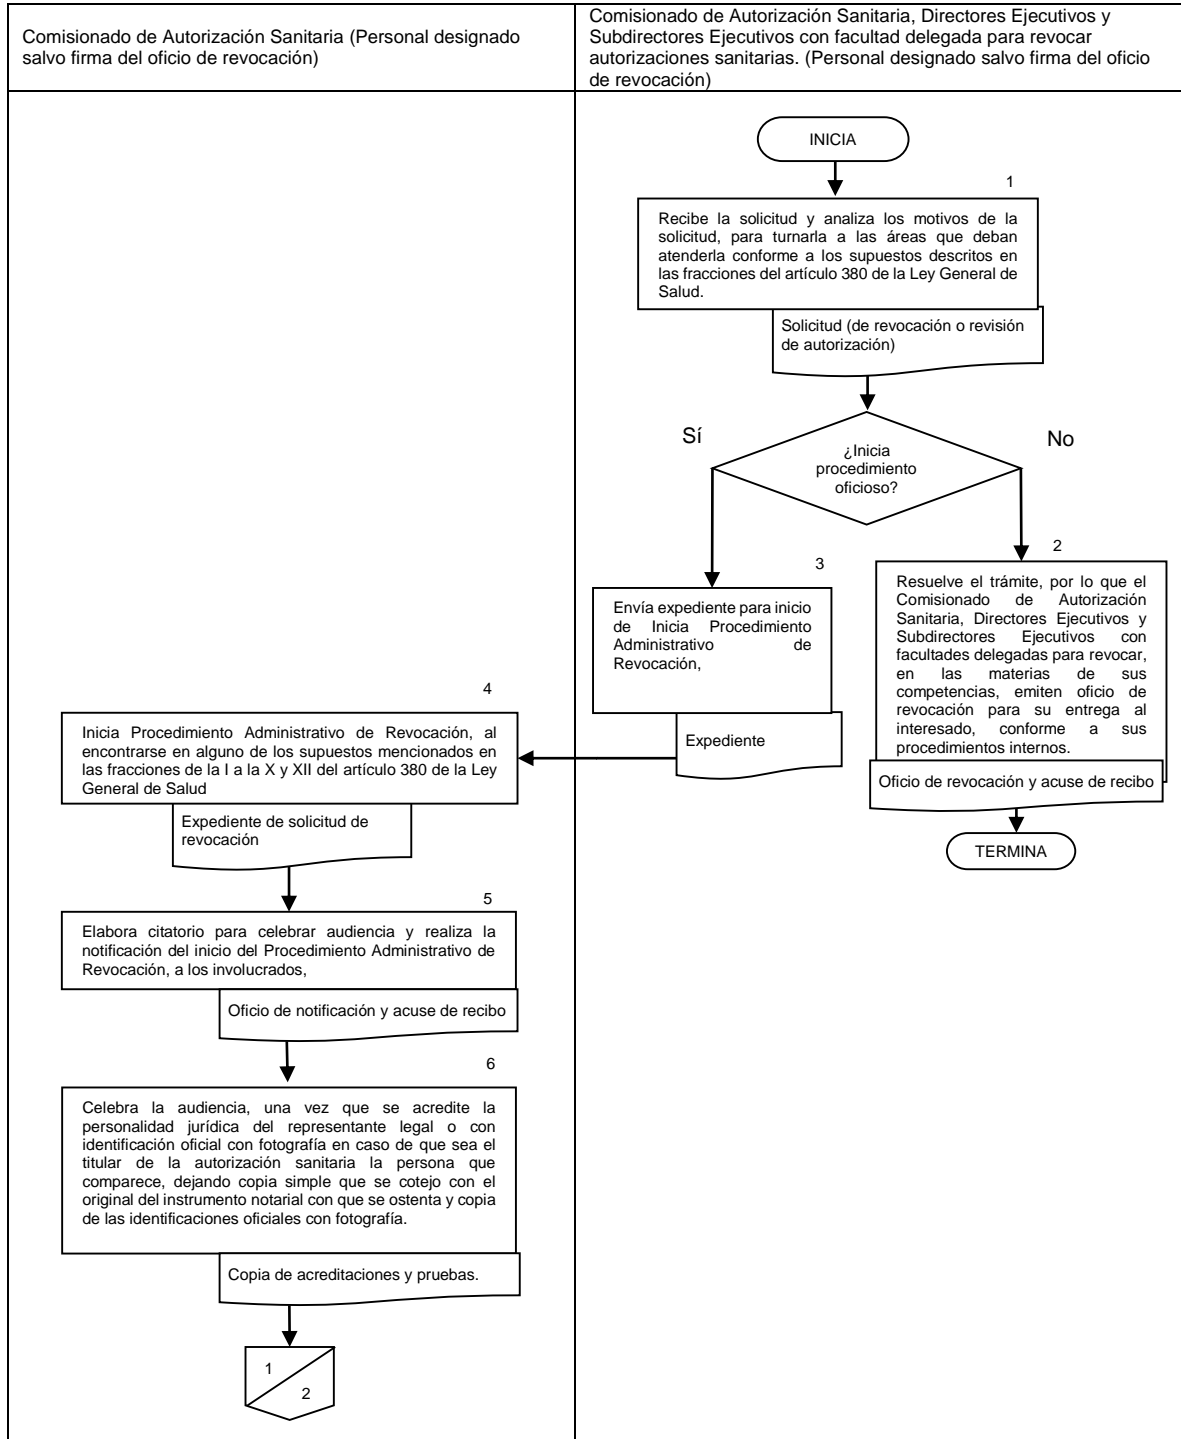 Comisionado de Autorización Sanitaria (Personal designado
salvo firma del oficio de revocación)
Comisionado de Autorización Sanitaria, Directores Ejecutivos y
Subdirectores Ejecutivos con facultad delegada para revocar
autorizaciones sanitarias. (Personal designado salvo firma del oficio
de revocación)
INICIA
1
Recibe la solicitud y analiza los motivos de la
solicitud, para turnarla a las áreas que deban
atenderla conforme a los supuestos descritos en
las fracciones del artículo 380 de la Ley General de
Salud.
Solicitud (de revocación o revisión
de autorización)
Sí
No
¿Inicia
procedimiento
oficioso?
2
Resuelve el trámite, por lo que el
Comisionado de Autorización
Sanitaria, Directores Ejecutivos y
Subdirectores Ejecutivos con
facultades delegadas para revocar,
en las materias de sus
competencias, emiten oficio de
revocación para su entrega al
interesado, conforme a sus
procedimientos internos.
Oficio de revocación y acuse de recibo
TERMINA
3
Envía expediente para inicio
de Inicia Procedimiento
Administrativo de
Revocación,
Expediente
4
Inicia Procedimiento Administrativo de Revocación, al
encontrarse en alguno de los supuestos mencionados en
las fracciones de la I a la X y XII del artículo 380 de la Ley
General de Salud
Expediente de solicitud de
revocación
5
Elabora citatorio para celebrar audiencia y realiza la
notificación del inicio del Procedimiento Administrativo de
Revocación, a los involucrados,
Oficio de notificación y acuse de recibo
6
Celebra la audiencia, una vez que se acredite la
personalidad jurídica del representante legal o con
identificación oficial con fotografía en caso de que sea el
titular de la autorización sanitaria la persona que
comparece, dejando copia simple que se cotejo con el
original del instrumento notarial con que se ostenta y copia
de las identificaciones oficiales con fotografía.
Copia de acreditaciones y pruebas.
1
2